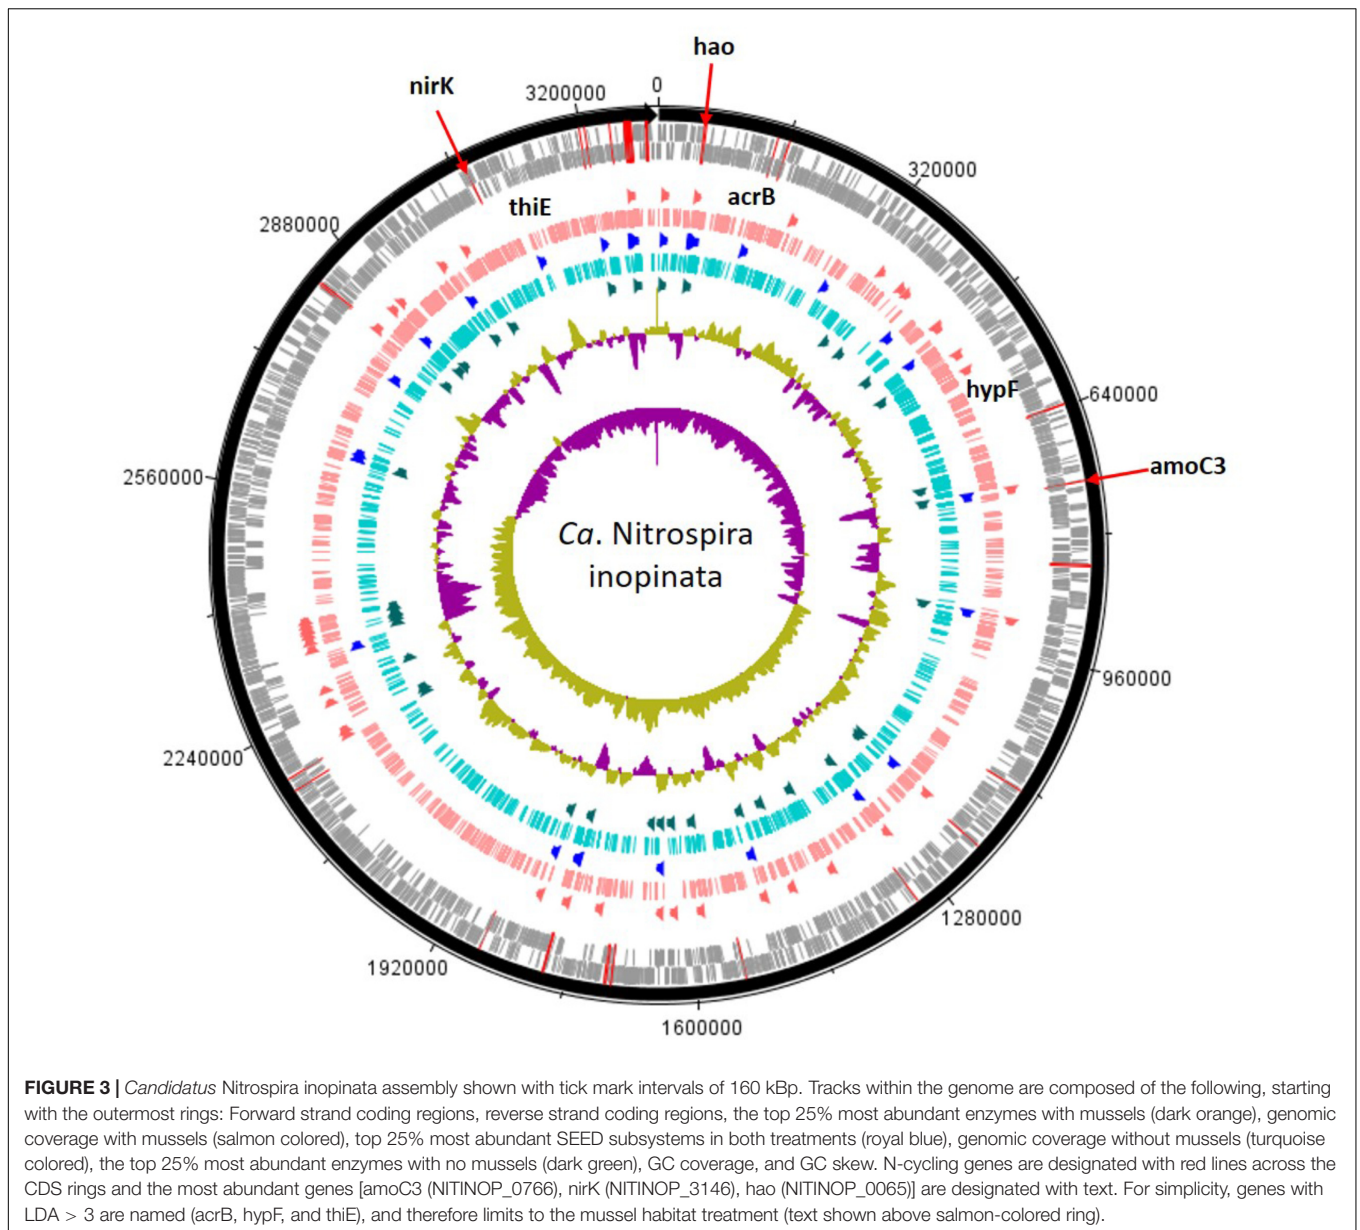 hao
nirK
0
3200000
thiE
acrB
320000
2880000
hypF
640000
amoC3
2560000
Ca. Nitrospira
inopinata
960000
2240000
1280000
1920000
1600000
FIGURE 3 | Candidatus Nitrospira inopinata assembly shown with tick mark intervals of 160 kBp. Tracks within the genome are composed of the following, starting
with the outermost rings: Forward strand coding regions, reverse strand coding regions, the top 25% most abundant enzymes with mussels (dark orange), genomic
coverage with mussels (salmon colored), top 25% most abundant SEED subsystems in both treatments (royal blue), genomic coverage without mussels (turquoise
colored), the top 25% most abundant enzymes with no mussels (dark green), GC coverage, and GC skew. N-cycling genes are designated with red lines across the
CDS rings and the most abundant genes [amoC3 (NITINOP_0766), nirK (NITINOP_3146), hao (NITINOP_0065)] are designated with text. For simplicity, genes with
LDA > 3 are named (acrB, hypF, and thiE), and therefore limits to the mussel habitat treatment (text shown above salmon-colored ring).